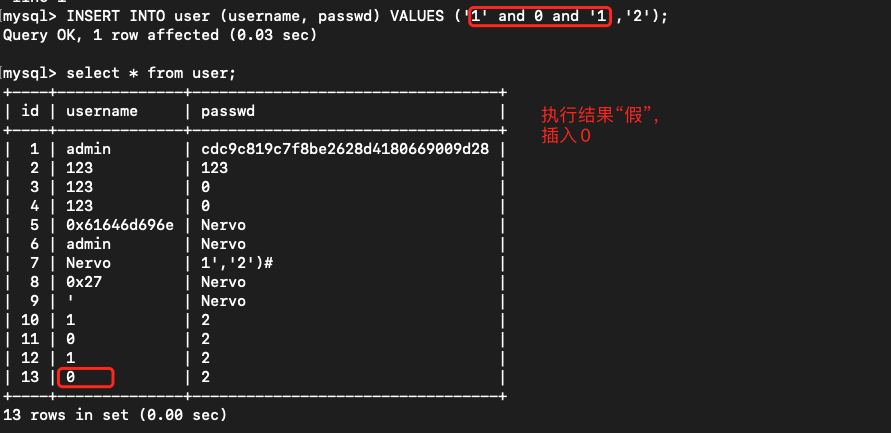 mysql> INSERT INTO user (username, passwd) VALUES ('1' and 0 and '1 ,'2');
Query OK, 1 row affected (0.03 sec)
mysql> select * from user;
+----+--------------+----------------------------------+
| id | username | passwd |
+----+--------------+----------------------------------+
| 1 | admin | cdc9c819c7f8be2628d4180669009d28 |
| 2 | 123 | 123 |
| 3 | 123 | 0 |
| 4 | 123 | 0 |
| 5 | 0x61646d696e | Nervo |
| 6 | admin | Nervo |
| 7 | Nervo | 1','2')# |
| 8 | 0x27 | Nervo |
| 9 | ' | Nervo |
| 10 | 1 | 2 |
| 11 | 0 | 2 |
| 12 | 1 | 2 |
| 13 | 0 | 2 |
+----+--------------+----------------------------------+
13 rows in set (0.00 sec)
执行结果“假”，
插入0